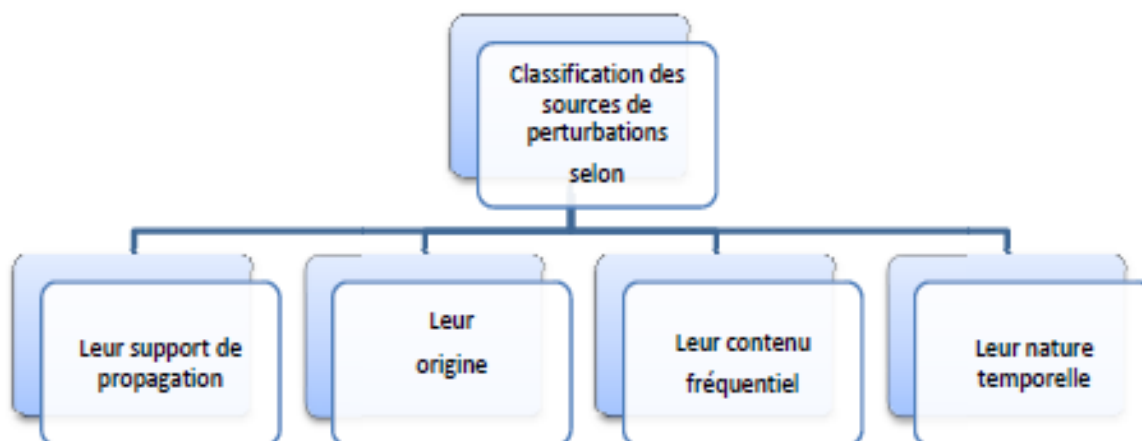 Classification des
sources de
perturbations
selon
Leur support de
propagation
Leur
origine
Leur contenu
fréquentiel
Leur nature
temporelle